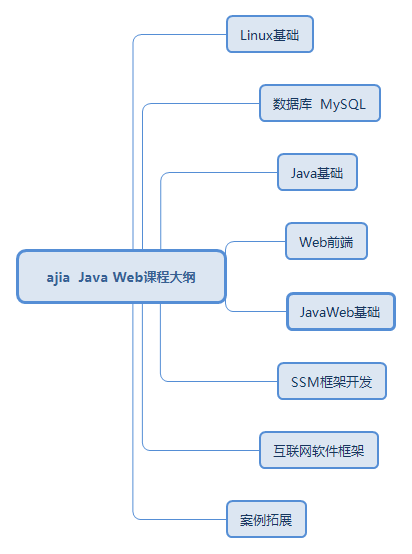 Linux基础
数据库 MySQL
Java基础
Web前端
ajia Java Web课程大纲
JavaWeb基础
SSM框架开发
互联网软件框架
案例拓展